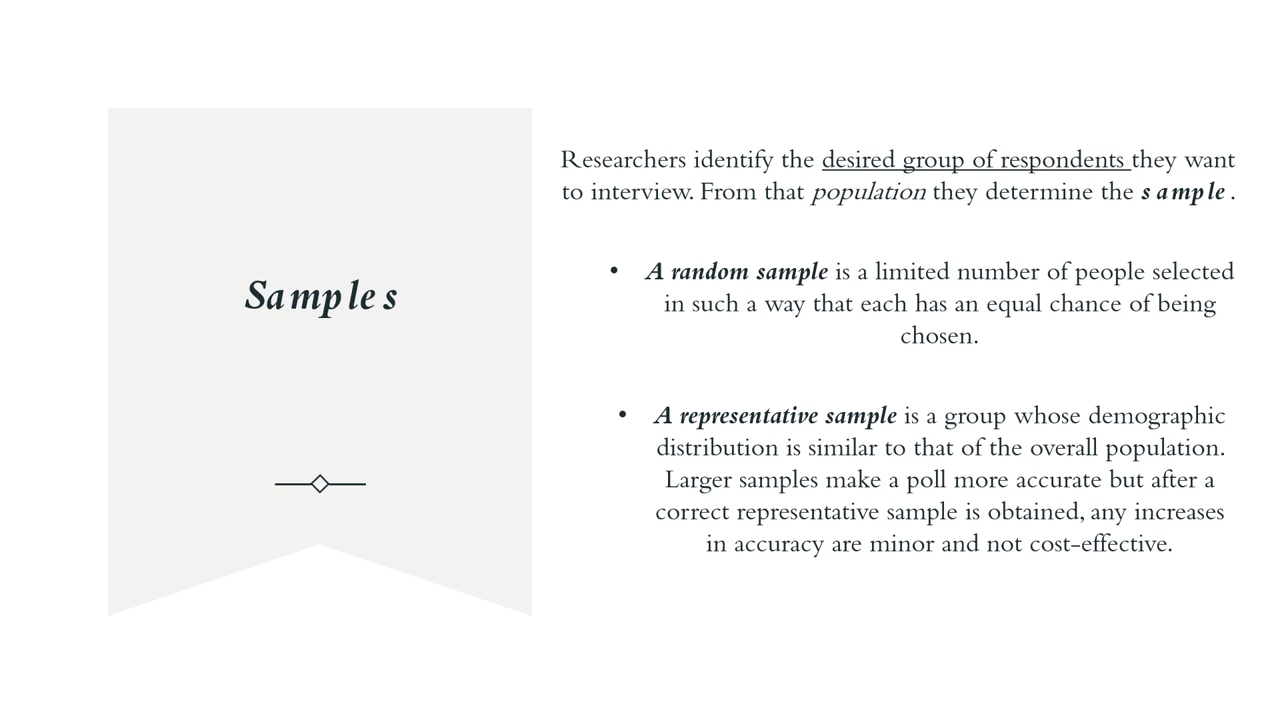 Samples
Researchers identify the desired group of respondents they want
to interview. From that population they determine the sample.
• A random sample is a limited number of people selected
in such a way that each has an equal chance of being
chosen.
• A representative sample is a group whose demographic
distribution is similar to that of the overall population.
Larger samples make a poll more accurate but after a
correct representative sample is obtained, any increases
in accuracy are minor and not cost-effective.